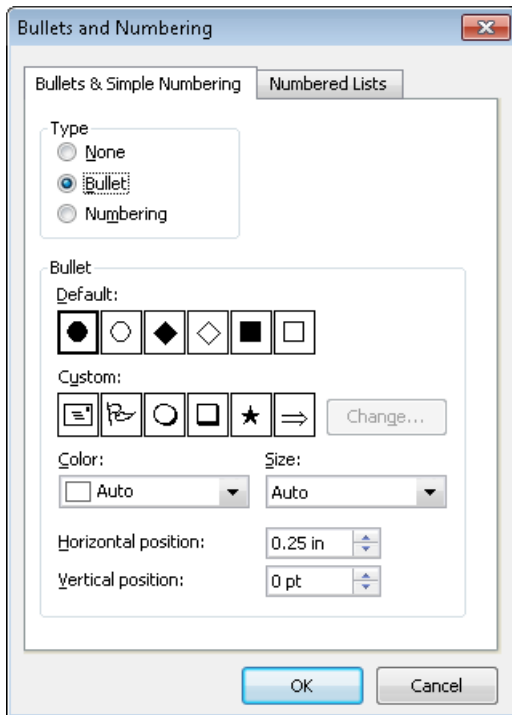 Bullets and Numbering
Bullets & Simple Numbering Numbered Lists
Type
None
Bullet
Numbering
Bullet
Default:
Custom:
Change...
Color: Size:
Auto Auto
Horizontal position: 0.25 in
Vertical position: 0 pt
OK Cancel